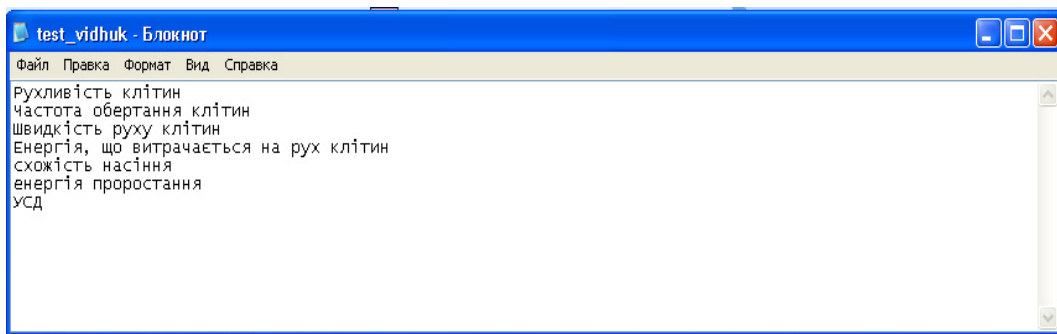 test_vidhuk - Блокнот
Файл Правка Формат Вид Справка
Рухливість клітин
Частота обертання клітин
Швидкість руху клітин
Енергія, що витрачається на рух клітин
схожість насіння
енергія проростання
УСД